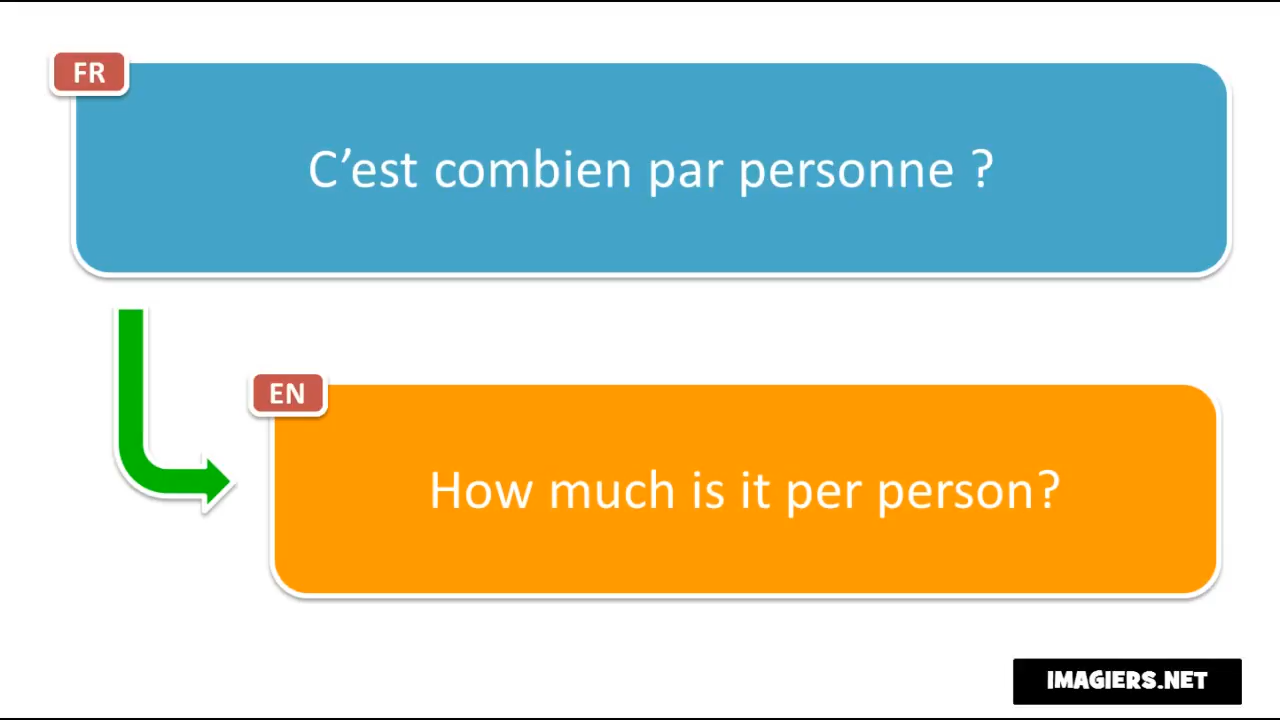 FR
C’est combien par personne ?
EN
How much is it per person?
IMAGIERS.NET